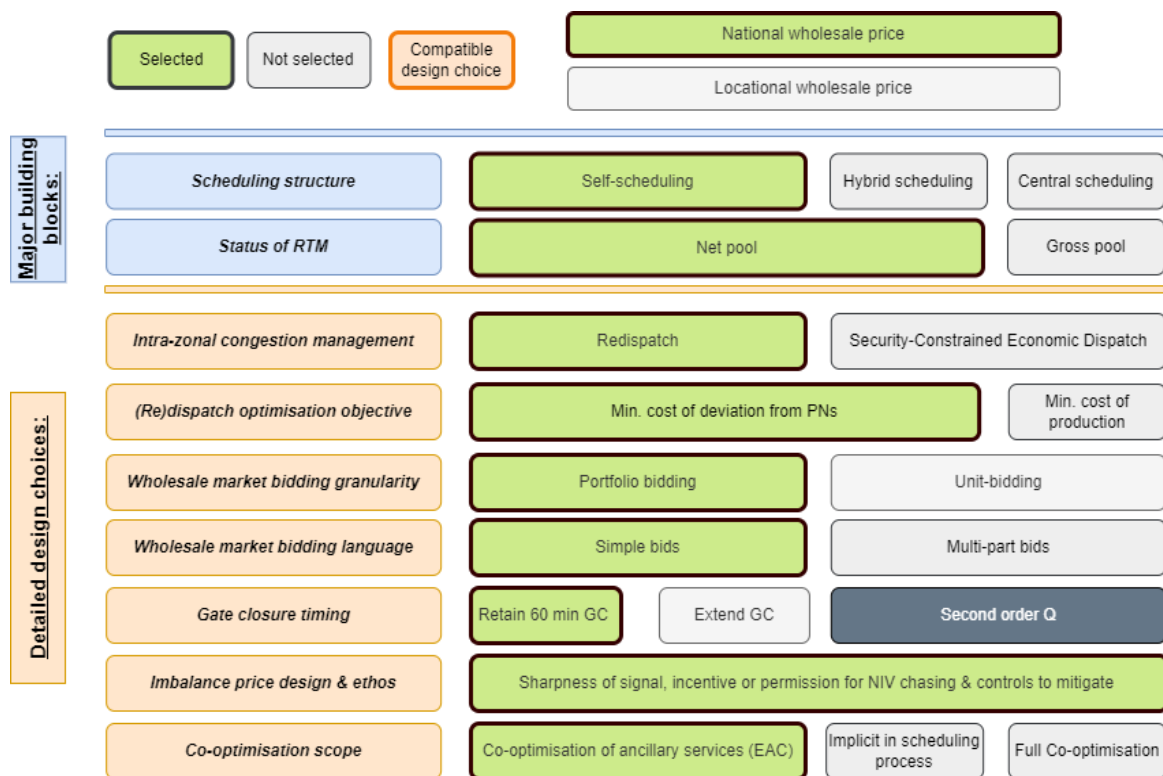 Selected
Not selected
Compatible
design choice
National wholesale price
Locational wholesale price
Major building
blocks:
Scheduling structure
Self-scheduling
Hybrid scheduling
Central scheduling
Status of RTM
Net pool
Gross pool
Detailed design choices:
Intra-zonal congestion management
Redispatch
Security-Constrained Economic Dispatch
(Re)dispatch optimisation objective
Min. cost of deviation from PNs
Min. cost of
production
Wholesale market bidding granularity
Portfolio bidding
Unit-bidding
Wholesale market bidding language
Simple bids
Multi-part bids
Gate closure timing
Retain 60 min GC
Extend GC
Second order Q
Imbalance price design & ethos
Sharpness of signal, incentive or permission for NIV chasing & controls to mitigate
Co-optimisation scope
Co-optimisation of ancillary services (EAC)
Implicit in scheduling
process
Full Co-optimisation